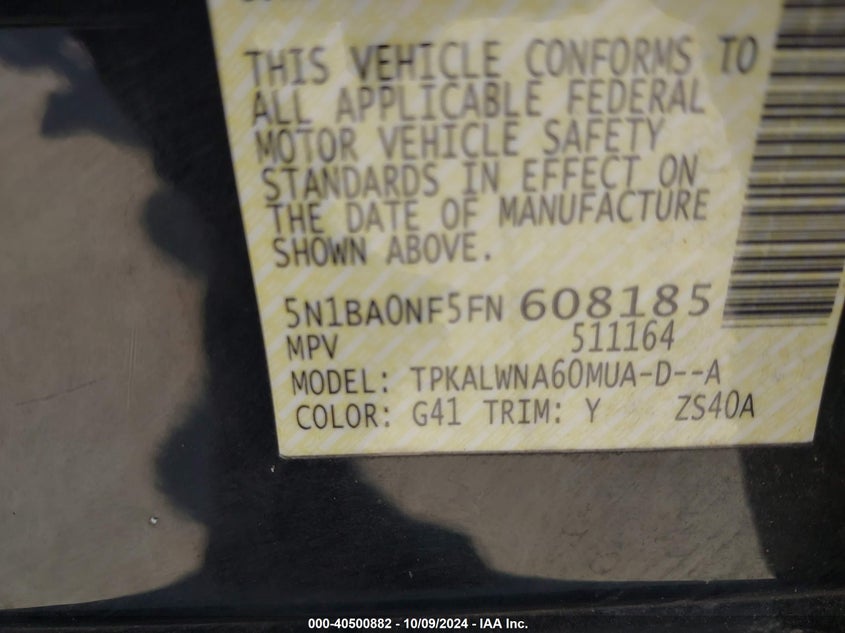 THIS VEHICLE CONFORMS TO
ALL APPLICABLE FEDERAL
MOTOR VEHICLE SAFETY
STANDARDS IN EFFECT ON
THE DATE OF MANUFACTURE
SHOWN ABOVE.
5N1BA0NF5FN 608185
MPV 511164
MODEL: TPKALWNA60MUA-D--A
COLOR: G41 TRIM: Y ZS40A
000-40500882 - 10/09/2024 - IAA Inc.